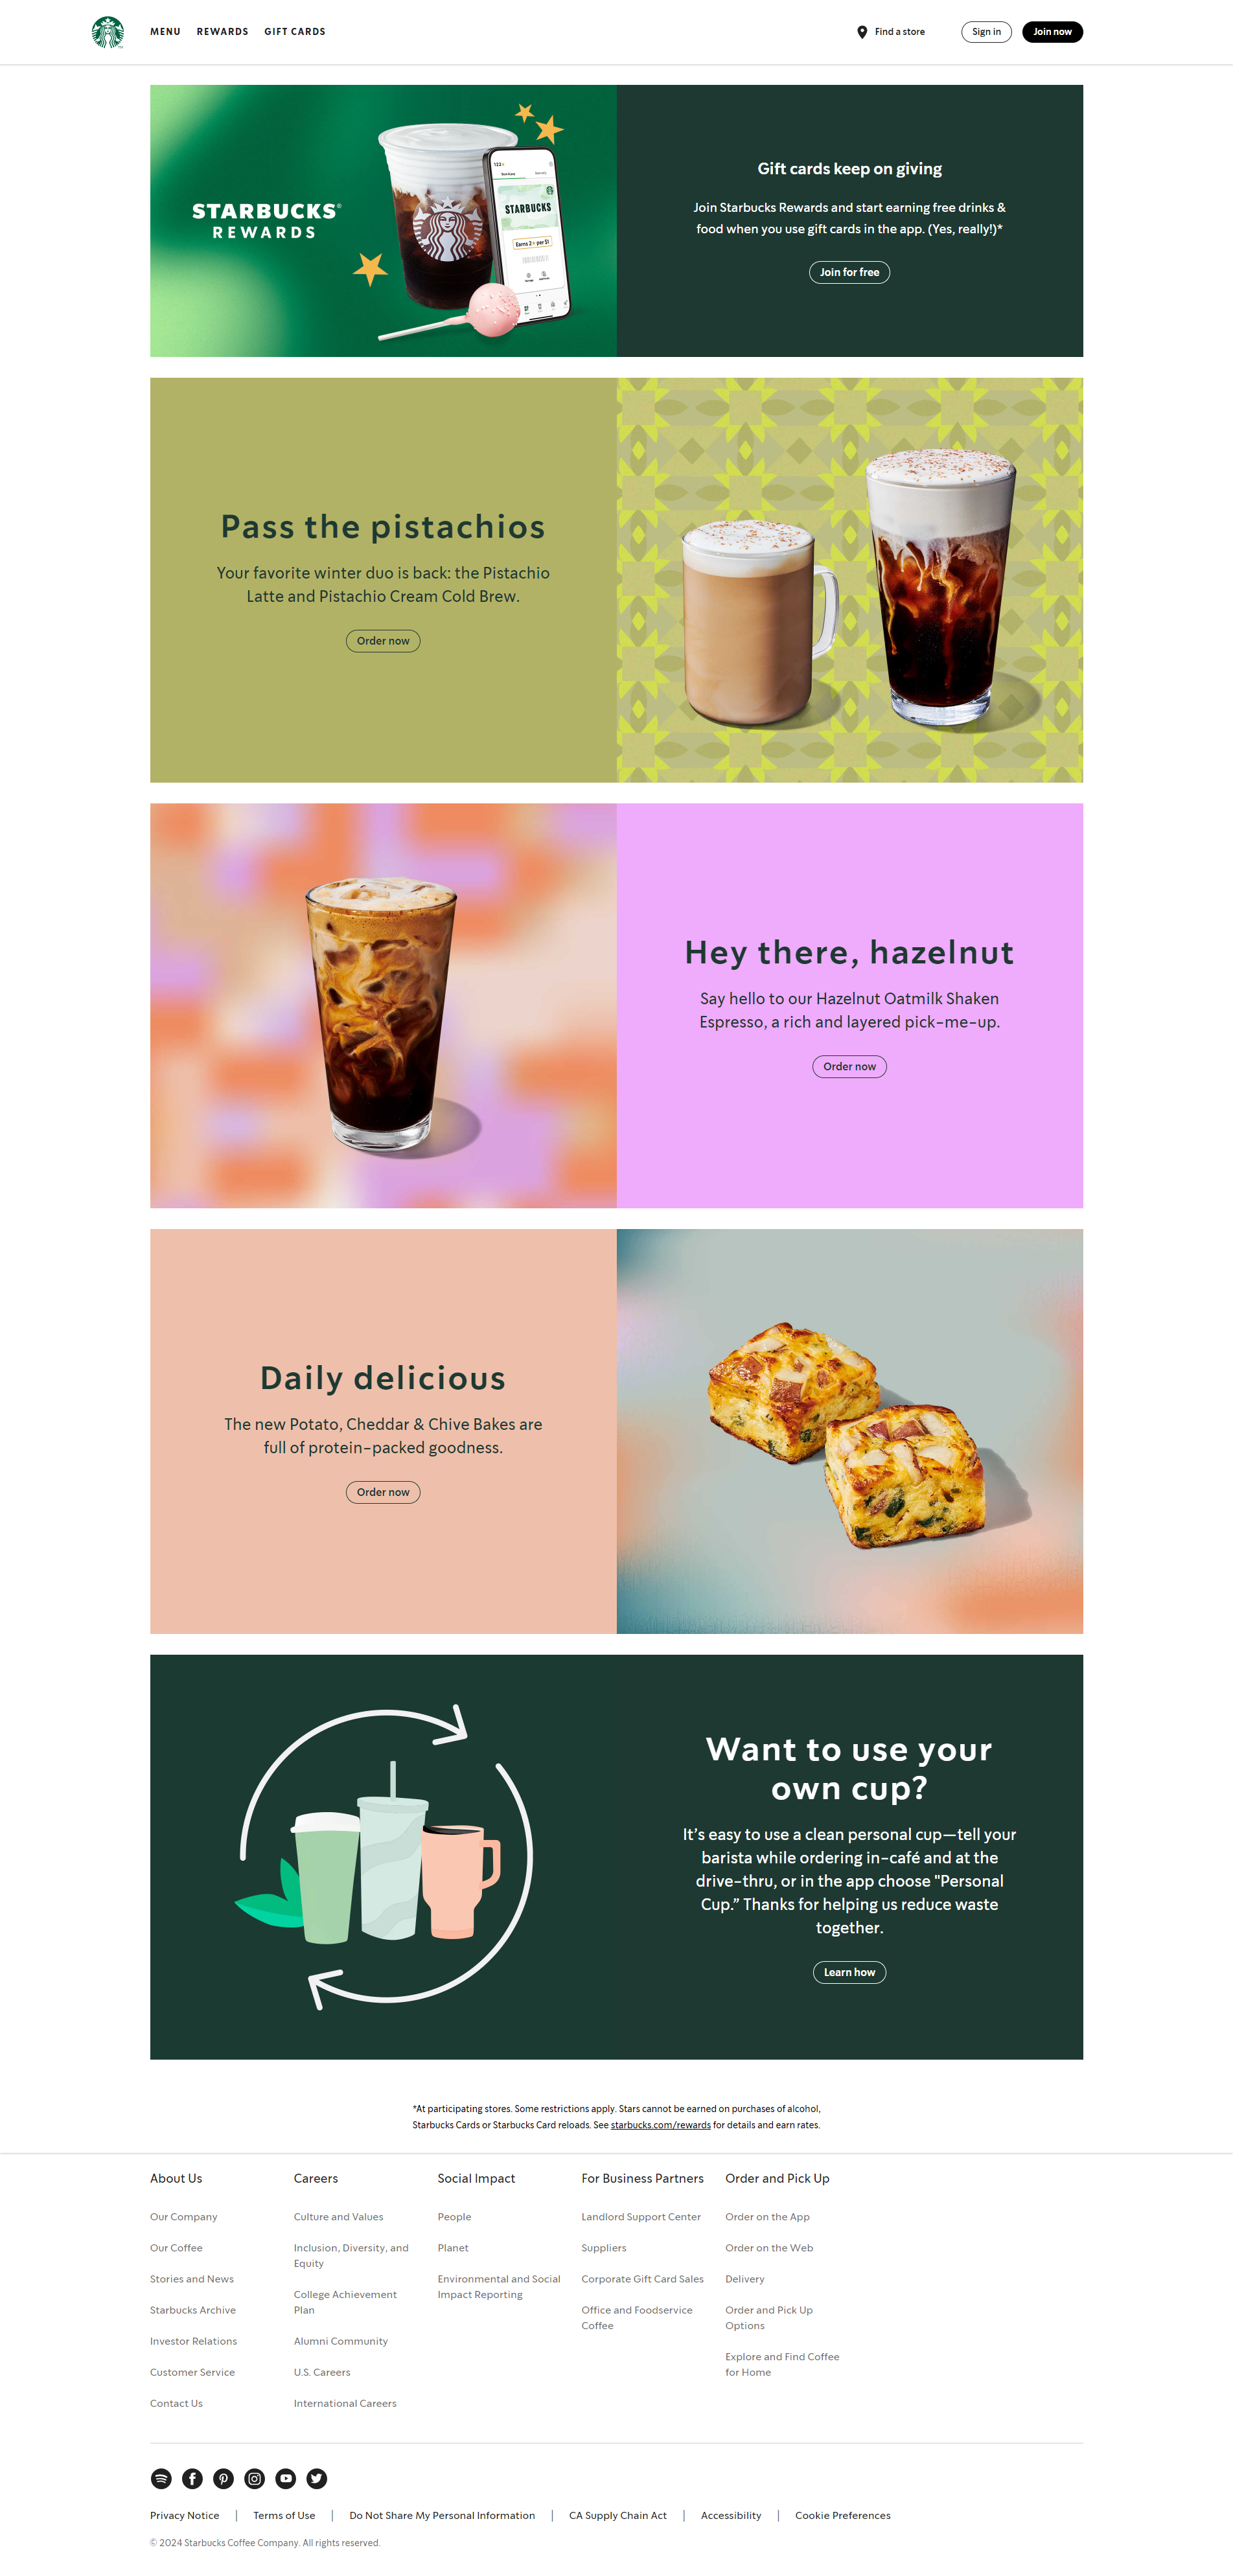 MENU REWARDS GIFT CARDS Find a store Sign in Join now
STARBUCKS®
REWARDS
STARBUCKS
Gift cards keep on giving
Join Starbucks Rewards and start earning free drinks &
food when you use gift cards in the app. (Yes, really!)*
Join for free
Pass the pistachios
Your favorite winter duo is back: the Pistachio
Latte and Pistachio Cream Cold Brew.
Order now
Hey there, hazelnut
Say hello to our Hazelnut Oatmilk Shaken
Espresso, a rich and layered pick-me-up.
Order now
Daily delicious
The new Potato, Cheddar & Chive Bakes are
full of protein-packed goodness.
Order now
Want to use your
own cup?
It’s easy to use a clean personal cup—tell your
barista while ordering in-café and at the
drive-thru, or in the app choose "Personal
Cup.” Thanks for helping us reduce waste
together.
Learn how
*At participating stores. Some restrictions apply. Stars cannot be earned on purchases of alcohol,
Starbucks Cards or Starbucks Card reloads. See starbucks.com/rewards for details and earn rates.
About Us
Our Company
Our Coffee
Stories and News
Starbucks Archive
Investor Relations
Customer Service
Contact Us
Careers
Culture and Values
Inclusion, Diversity, and
Equity
College Achievement
Plan
Alumni Community
U.S. Careers
International Careers
Social Impact
People
Planet
Environmental and Social
Impact Reporting
For Business Partners
Landlord Support Center
Suppliers
Corporate Gift Card Sales
Office and Foodservice
Coffee
Order and Pick Up
Order on the App
Order on the Web
Delivery
Order and Pick Up
Options
Explore and Find Coffee
for Home
Privacy Notice | Terms of Use | Do Not Share My Personal Information | CA Supply Chain Act | Accessibility | Cookie Preferences
© 2024 Starbucks Coffee Company. All rights reserved.